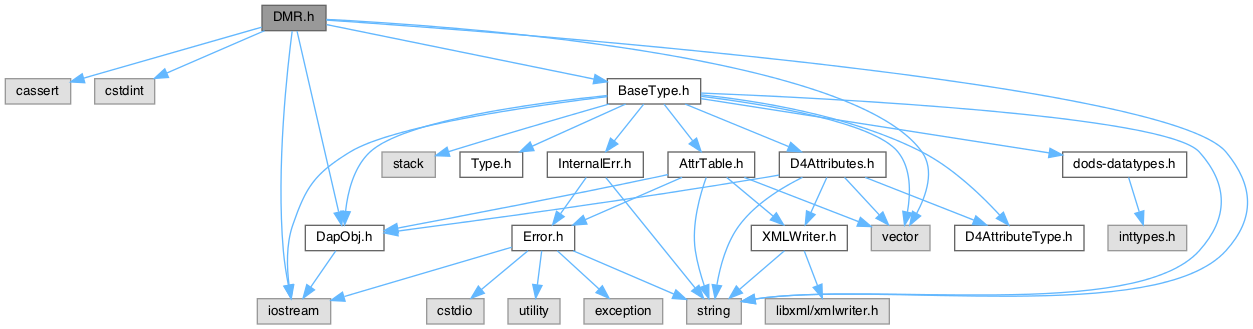 DMR.h
cassert
cstdint
BaseType.h
stack
Type.h
InternalErr.h
AttrTable.h
D4Attributes.h
dods-datatypes.h
DapObj.h
Error.h
XMLWriter.h
vector
D4AttributeType.h
inttypes.h
iostream
cstdio
utility
exception
string
libxml/xmlwriter.h